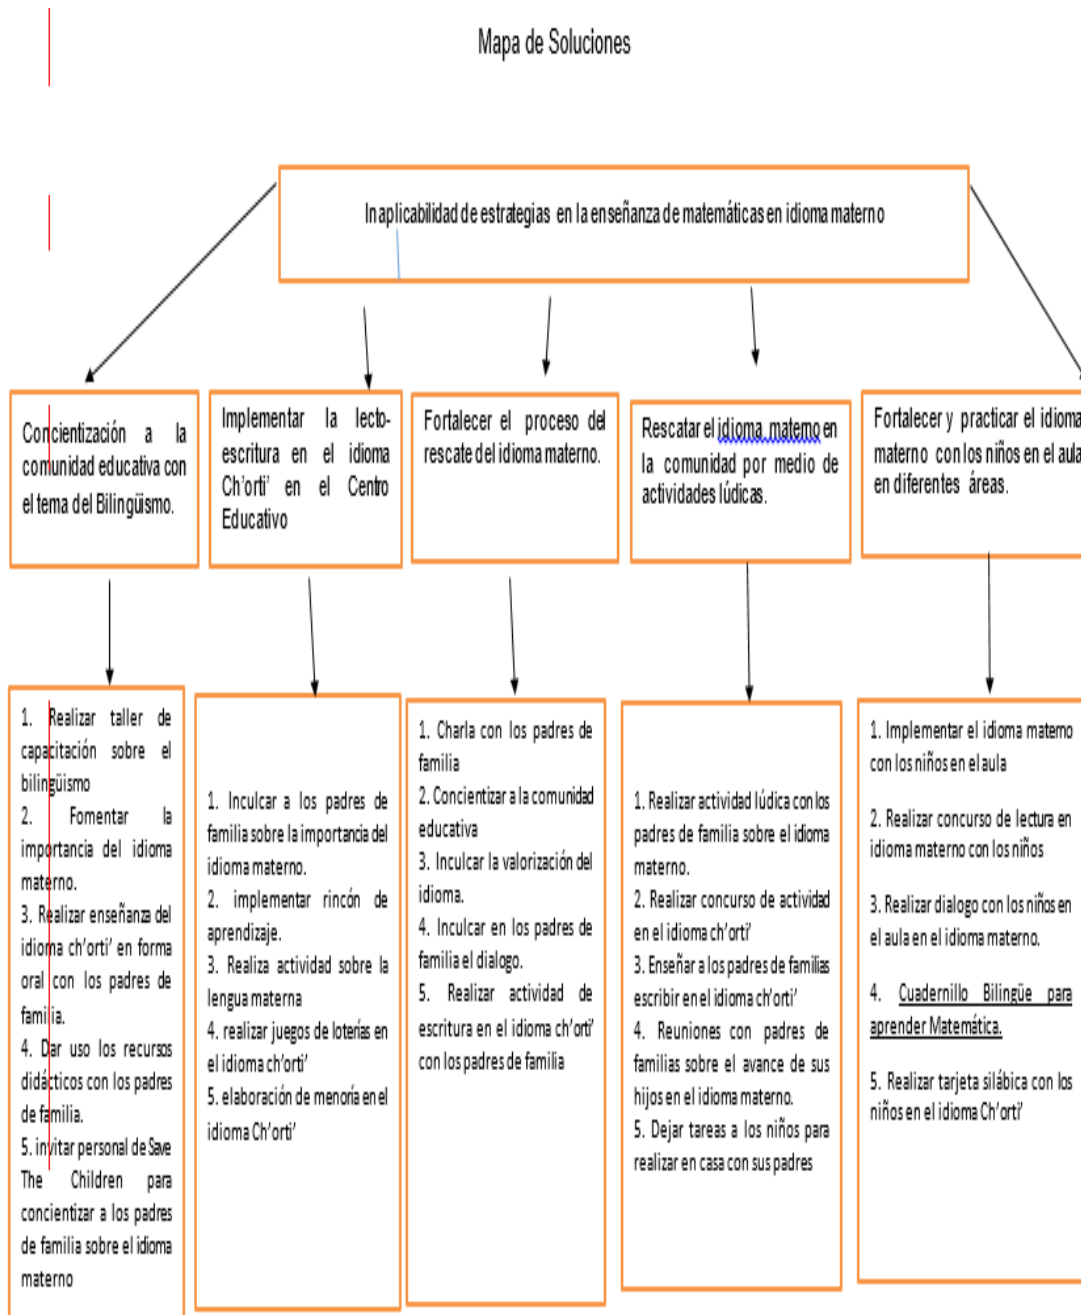 Mapa de Soluciones
Inaplicabilidad de estrategias en la enseñanza de matemáticas en idioma materno
Concientización a la
comunidad educativa con
el tema del Bilingüismo.
Implementar la lecto-
escritura en el idioma
Ch'orti' en el Centro
Educativo
Fortalecer el proceso del
rescate del idioma materno.
Rescatar el idioma materno en
la comunidad por medio de
actividades lúdicas.
Fortalecer y practicar el idioma
materno con los niños en el aula
en diferentes áreas.
1. Realizar taller de
capacitación sobre el
bilingüismo
2. Fomentar la
importancia del idioma
materno.
3. Realizar enseñanza del
idioma ch'orti' en forma
oral con los padres de
familia.
4. Dar uso los recursos
didácticos con los padres
de familia.
5. invitar personal de Save
The Children para
concientizar a los padres
de familia sobre el idioma
materno
1. Inculcar a los padres de
familia sobre la importancia del
idioma materno.
2. implementar rincón de
aprendizaje.
3. Realiza actividad sobre la
lengua materna
4. realizar juegos de loterías en
el idioma ch'orti'
5. elaboración de menoría en el
idioma Ch'orti'
1. Charla con los padres de
familia
2. Concientizar a la comunidad
educativa
3. Inculcar la valorización del
idioma.
4. Inculcar en los padres de
familia el dialogo.
5. Realizar actividad de
escritura en el idioma ch'orti'
con los padres de familia
1. Realizar actividad lúdica con los
padres de familia sobre el idioma
materno.
2. Realizar concurso de actividad
en el idioma ch'orti'
3. Enseñar a los padres de familias
escribir en el idioma ch'orti'
4. Reuniones con padres de
familias sobre el avance de sus
hijos en el idioma materno.
5. Dejar tareas a los niños para
realizar en casa con sus padres
1. Implementar el idioma materno
con los niños en el aula
2. Realizar concurso de lectura en
idioma materno con los niños
3. Realizar dialogo con los niños en
el aula en el idioma materno.
4. Cuadernillo Bilingüe para
aprender Matemática.
5. Realizar tarjeta silábica con los
niños en el idioma Ch'orti'